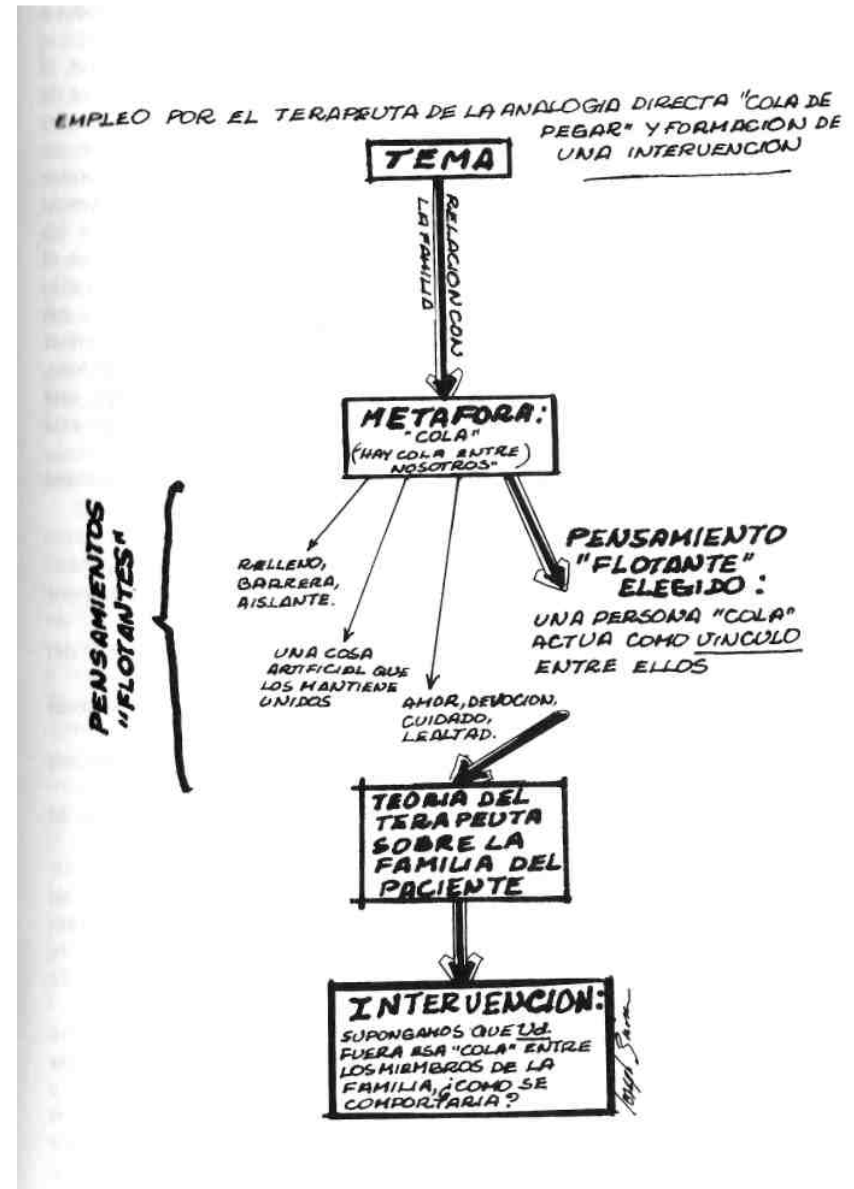 EMPLEO POR EL TERAPEUTA DE LA ANALOGIA DIRECTA "COLA DE
PEGAR" Y FORMACION DE
UNA INTERVENCION
TEMA
RELACION CON
LA FAMILIA
METAFORA:
"COLA"
(HAY COLA ENTRE)
NOSOTROS"
PENSAMIENTOS
"FLOTANTES"
RELLENO,
BARRERA,
AISLANTE.
UNA COSA
ARTIFICIAL QUE
LOS MANTIENE
UNIDOS
AMOR, DEVOCION,
CUIDADO,
LEALTAD.
PENSAMIENTO
"FLOTANTE"
ELEGIDO:
UNA PERSONA "COLA"
ACTUA COMO VINCULO
ENTRE ELLOS
TEORIA DEL
TERAPEUTA
SOBRE LA
FAMILIA DEL
PACIENTE
INTERVENCION:
SUPONGAMOS QUE Ud.
FUERA ESA "COLA" ENTRE
LOS MIEMBROS DE LA
FAMILIA, ¿COMO SE
COMPORTARIA?